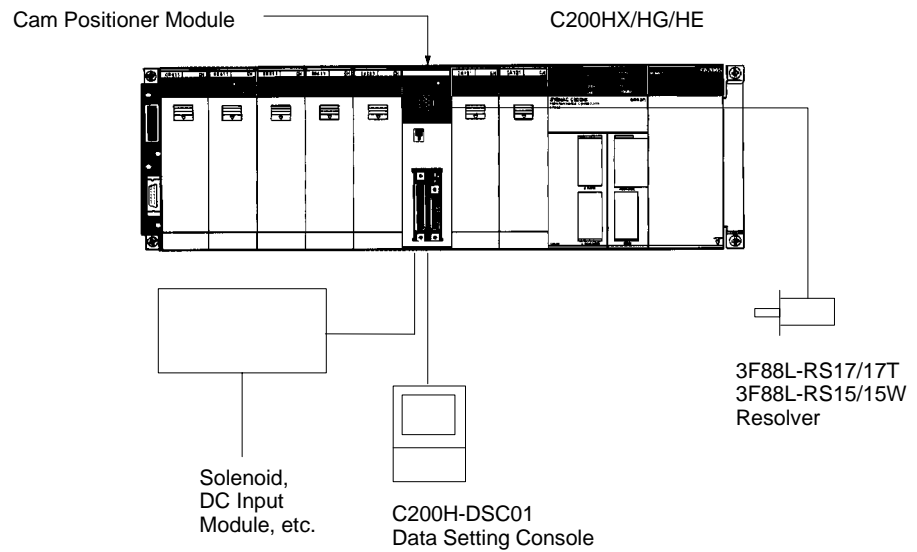 Cam Positioner Module
C200HX/HG/HE
3F88L-RS17/17T
3F88L-RS15/15W
Resolver
Solenoid,
DC Input
Module, etc.
C200H-DSC01
Data Setting Console